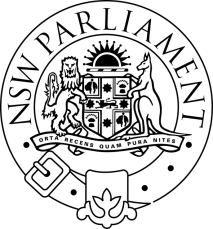 NSW PARLIAMENT
ORTA RECENS QUAM PURA NITES